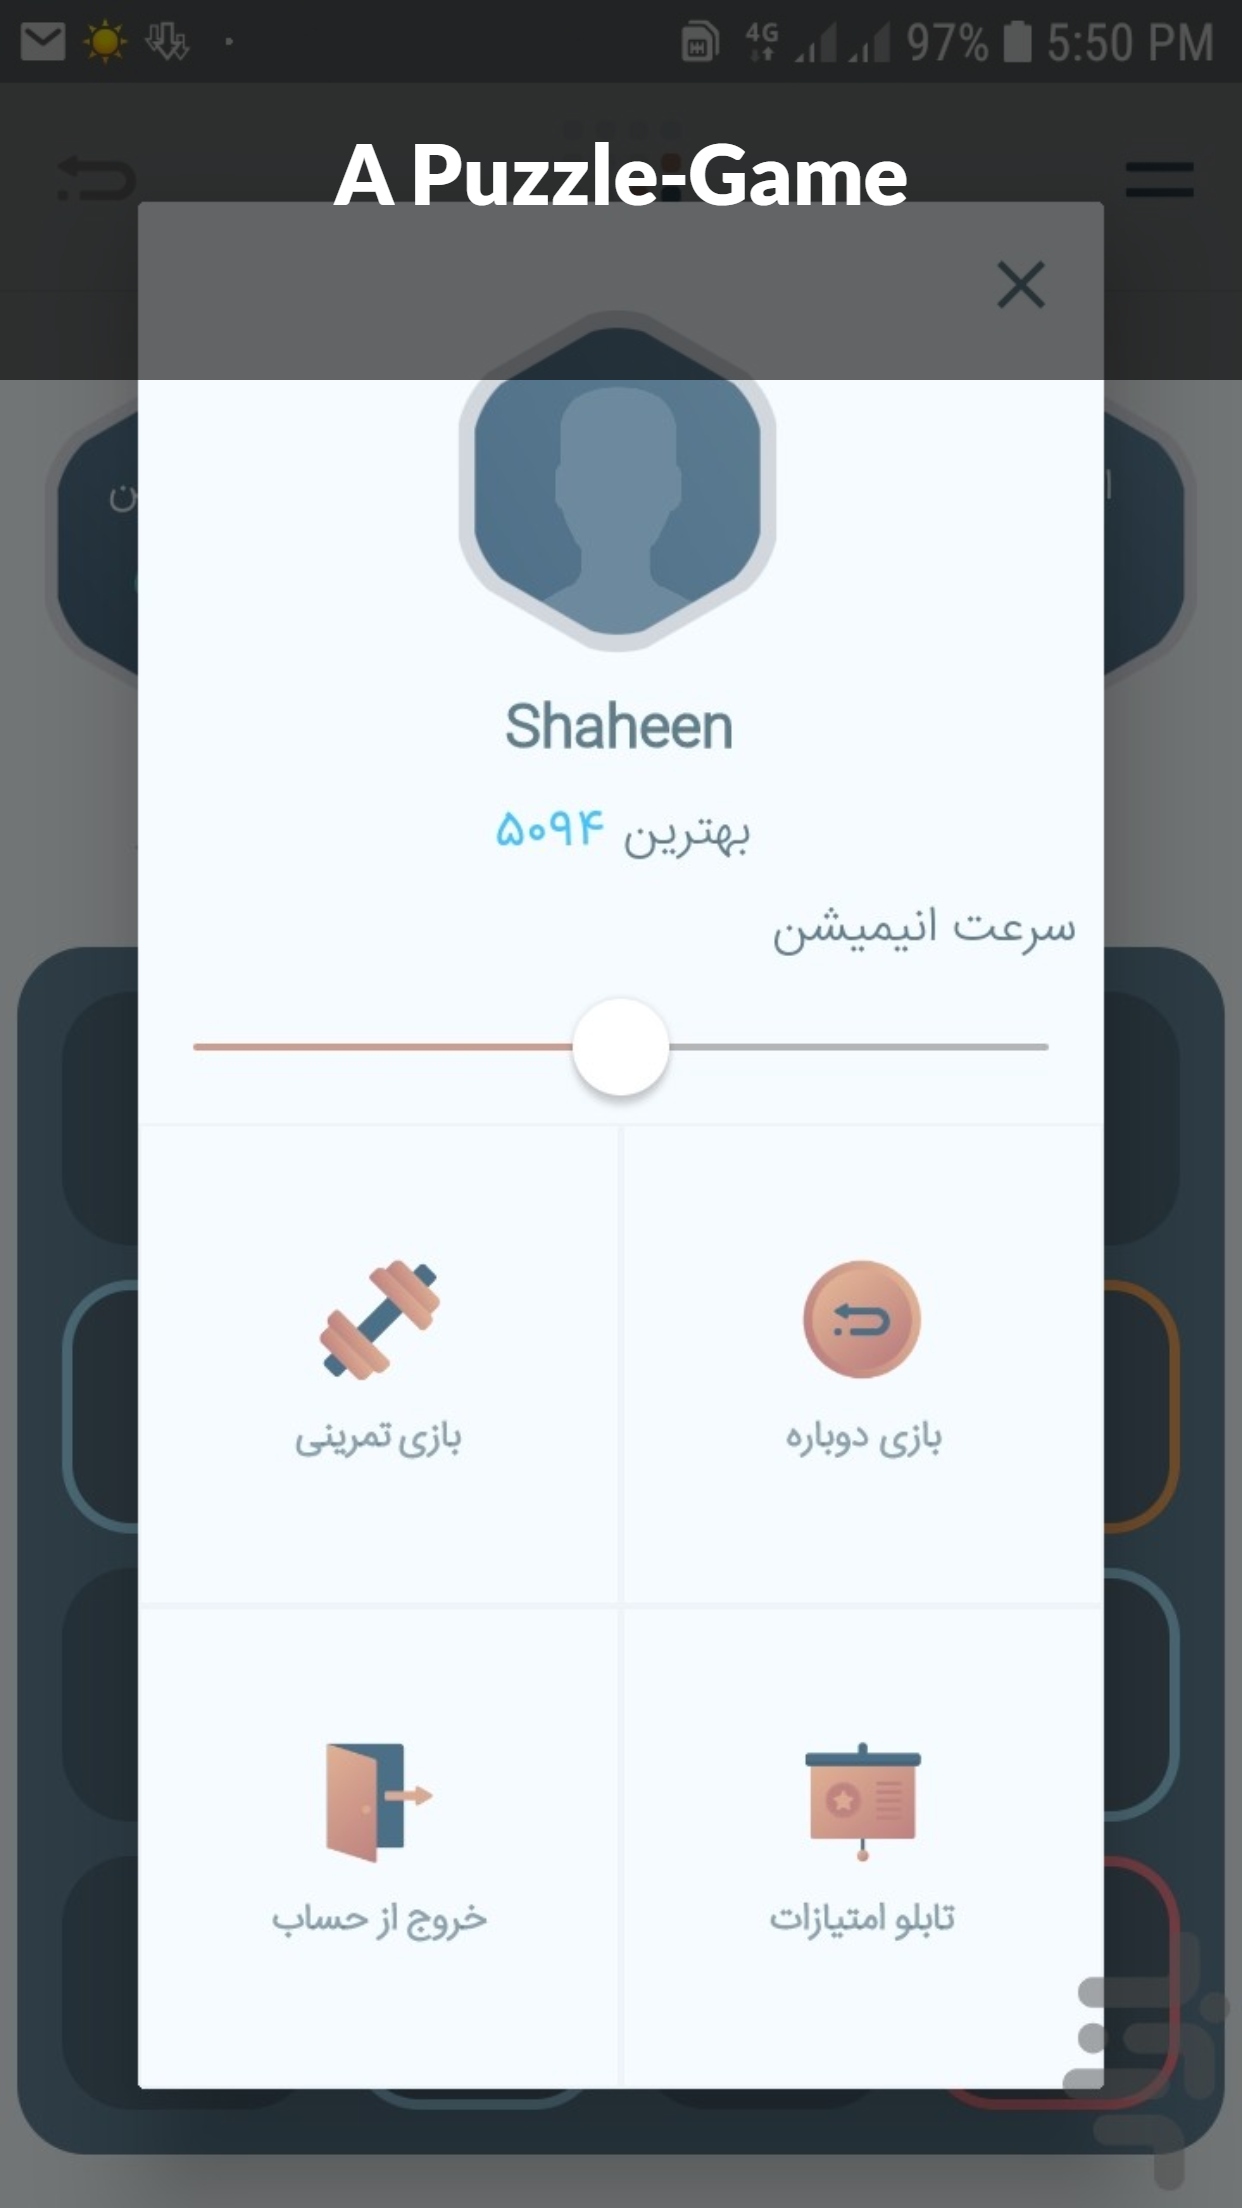 4G 97% 5:50 PM
A Puzzle-Game
Shaheen
بهترین ۵۰۹۴
سرعت انیمیشن
بازی دوباره
بازی تمرینی
تابلو امتیازات
خروج از حساب